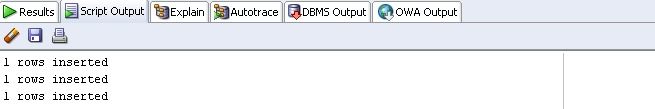 Results Script Output Explain Autotrace DBMS Output OWA Output
1 rows inserted
1 rows inserted
1 rows inserted